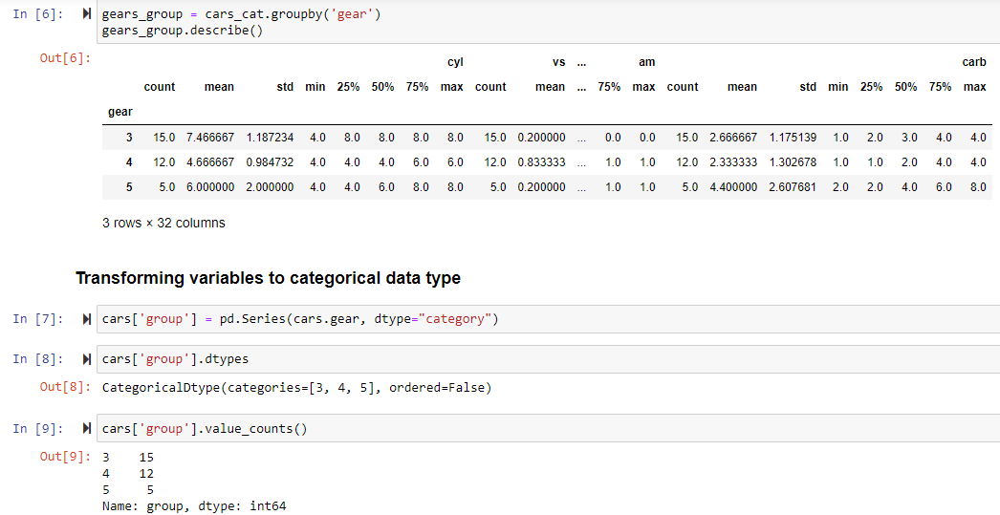 In [6]: gears_group = cars_cat.groupby('gear')
gears_group.describe()
Out[6]:
cyl vs ... am carb
count mean std min 25% 50% 75% max count mean ... 75% max count mean std min 25% 50% 75% max
gear
3 15.0 7.466667 1.187234 4.0 8.0 8.0 8.0 8.0 15.0 0.200000 ... 0.0 0.0 15.0 2.666667 1.175139 1.0 2.0 3.0 4.0 4.0
4 12.0 4.666667 0.984732 4.0 4.0 4.0 6.0 6.0 12.0 0.833333 ... 1.0 1.0 12.0 2.333333 1.302678 1.0 1.0 2.0 4.0 4.0
5 5.0 6.000000 2.000000 4.0 4.0 6.0 8.0 8.0 5.0 0.200000 ... 1.0 1.0 5.0 4.400000 2.607681 2.0 2.0 4.0 6.0 8.0
3 rows × 32 columns
Transforming variables to categorical data type
In [7]: cars['group'] = pd.Series(cars.gear, dtype="category")
In [8]: cars['group'].dtypes
Out[8]: CategoricalDtype(categories=[3, 4, 5], ordered=False)
In [9]: cars['group'].value_counts()
Out[9]: 3 15
4 12
5 5
Name: group, dtype: int64